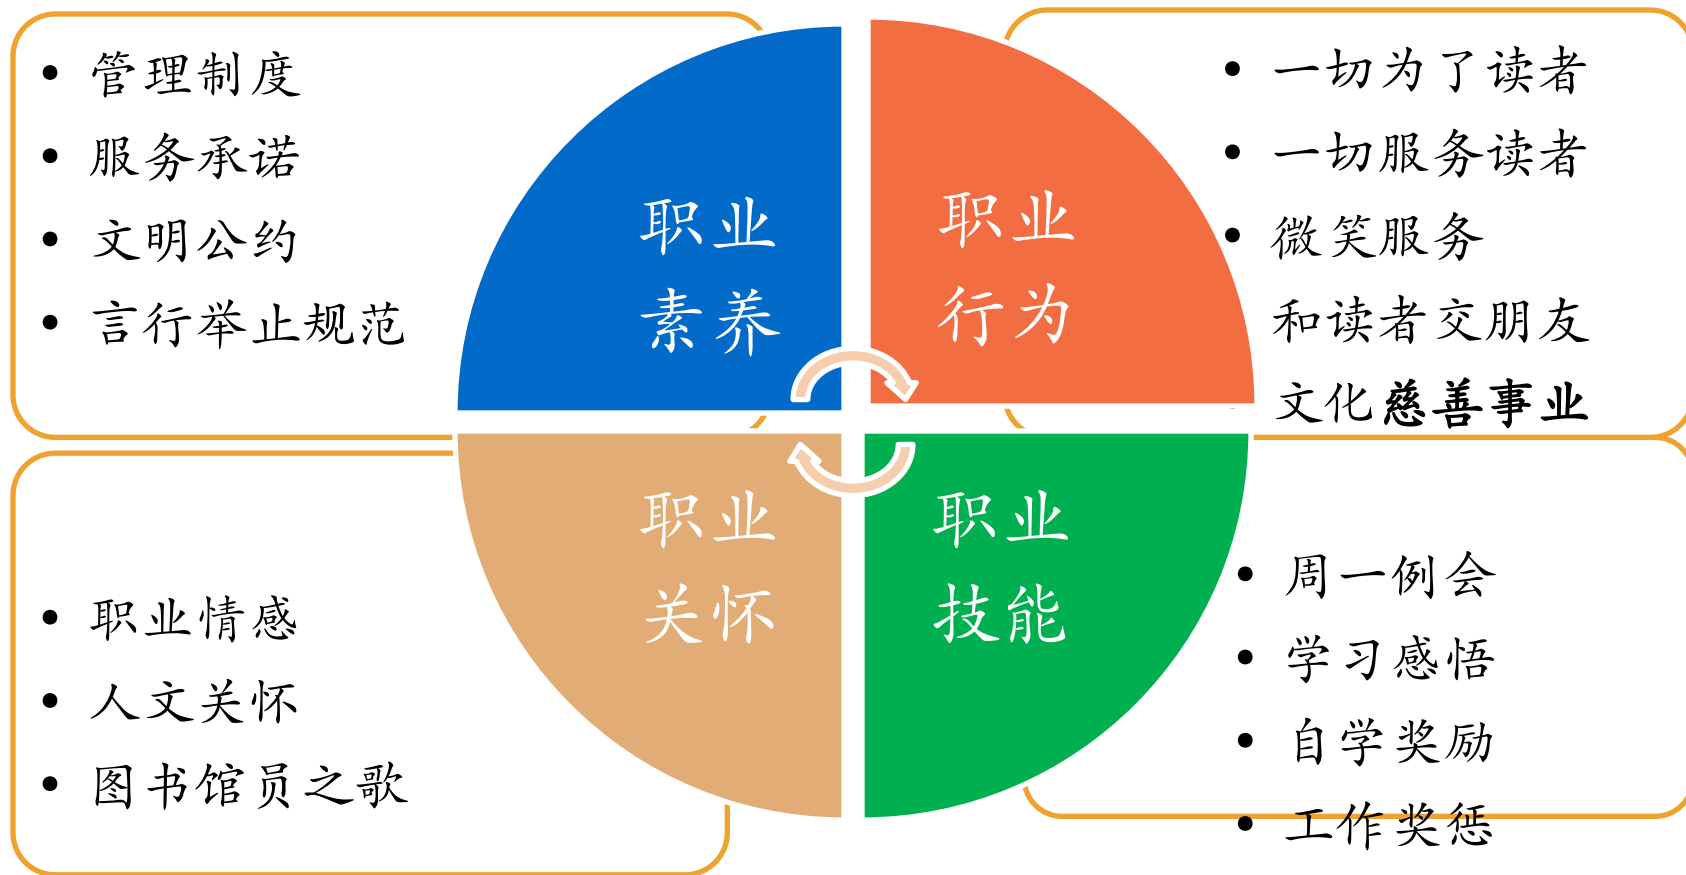 管理制度
服务承诺
文明公约
言行举止规范
职业
素养
职业
行为
一切为了读者
一切服务读者
微笑服务
和读者交朋友
文化慈善事业
职业情感
人文关怀
图书馆员之歌
职业
关怀
职业
技能
周一例会
学习感悟
自学奖励
工作奖惩